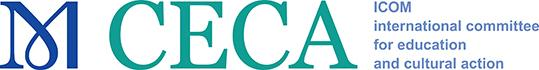 M CECA
ICOM
international committee
for education
and cultural action